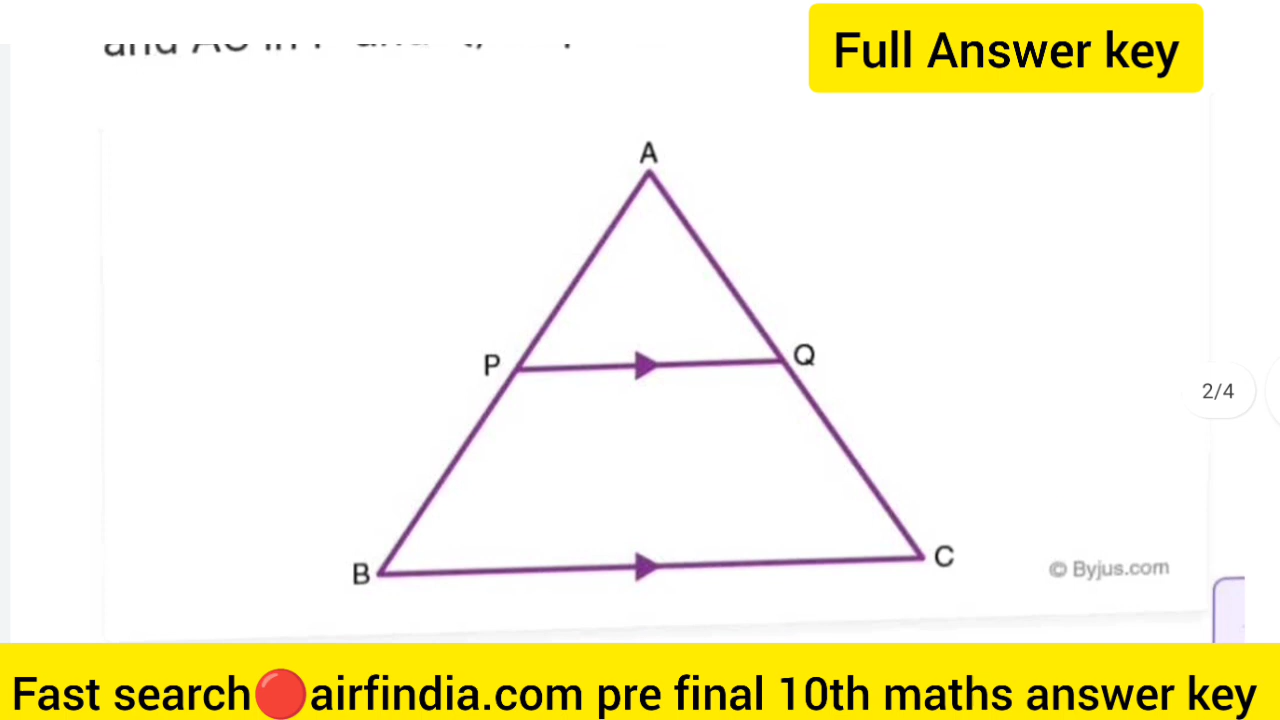 Full Answer key
A
P
Q
2/4
B
C
© Byjus.com
Fast search🔴airfindia.com pre final 10th maths answer key